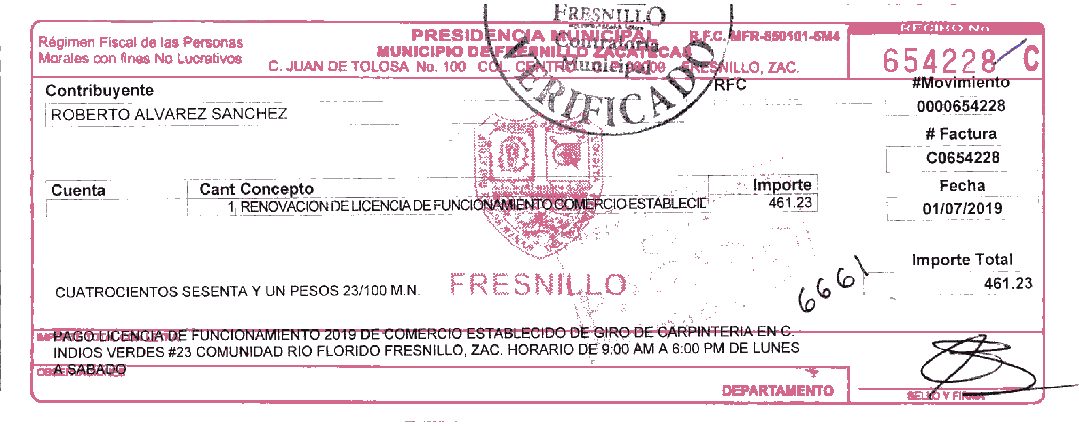 FRESNILLO
Contraloría
Municipal
VERIFICADO
Régimen Fiscal de las Personas
Morales con fines No Lucrativos
PRESIDENCIA MUNICIPAL R.F.C. MFR-850101-5M4
MUNICIPIO DE FRESNILLO ZACATECAS
C. JUAN DE TOLOSA No. 100 COL. CENTRO FRESNILLO, ZAC.
RECIBO No.
654228 C
Contribuyente
RFC
ROBERTO ALVAREZ SANCHEZ
#Movimiento
0000654228
# Factura
C0654228
Cuenta Cant Concepto Importe
1 RENOVACION DE LICENCIA DE FUNCIONAMIENTO COMERCIO ESTABLECID 461.23
Fecha
01/07/2019
FRESNILLO
Importe Total
461.23
CUATROCIENTOS SESENTA Y UN PESOS 23/100 M.N.
6661
PAGO LICENCIA DE FUNCIONAMIENTO 2019 DE COMERCIO ESTABLECIDO DE GIRO DE CARPINTERIA EN C.
INDIOS VERDES #23 COMUNIDAD RIO FLORIDO FRESNILLO, ZAC. HORARIO DE 9:00 AM A 6:00 PM DE LUNES
A SABADO
DEPARTAMENTO
SELLO Y FIRMA